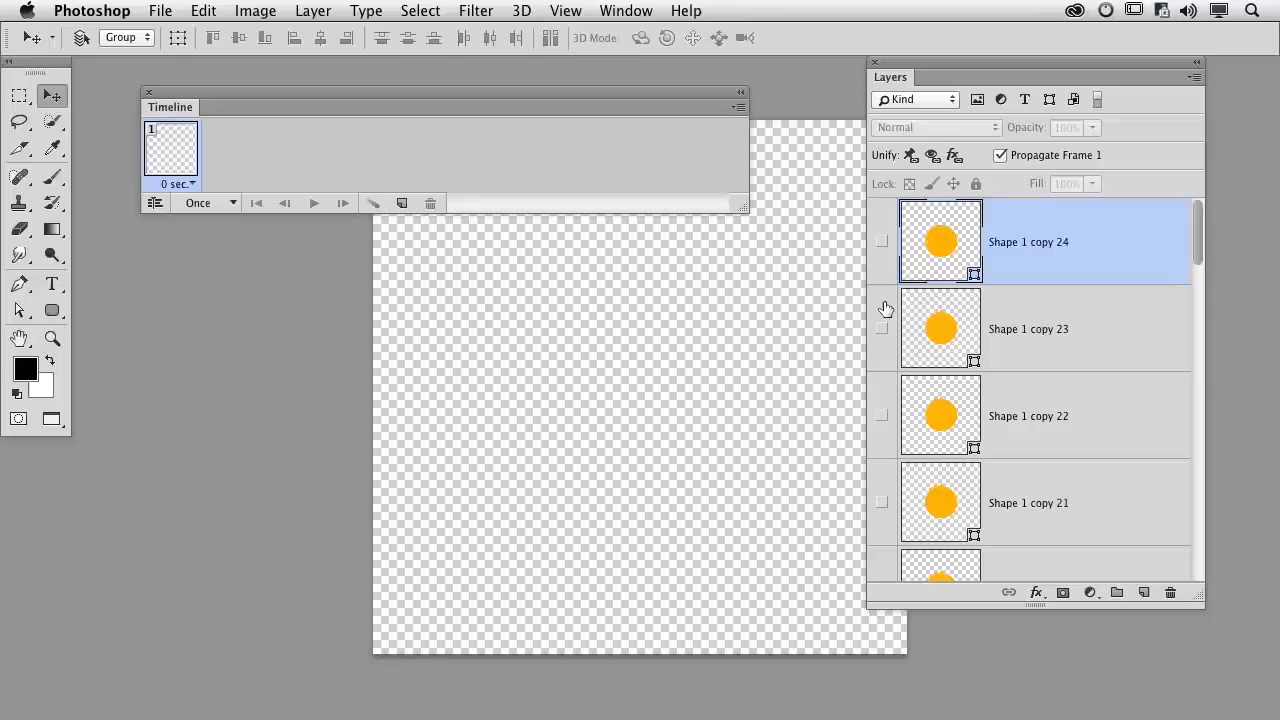 Photoshop File Edit Image Layer Type Select Filter 3D View Window Help
Group 3D Mode:
Timeline
1
0 sec.
Once
Layers
Kind
Normal Opacity: 100%
Unify: Propagate Frame 1
Lock: Fill: 100%
Shape 1 copy 24
Shape 1 copy 23
Shape 1 copy 22
Shape 1 copy 21